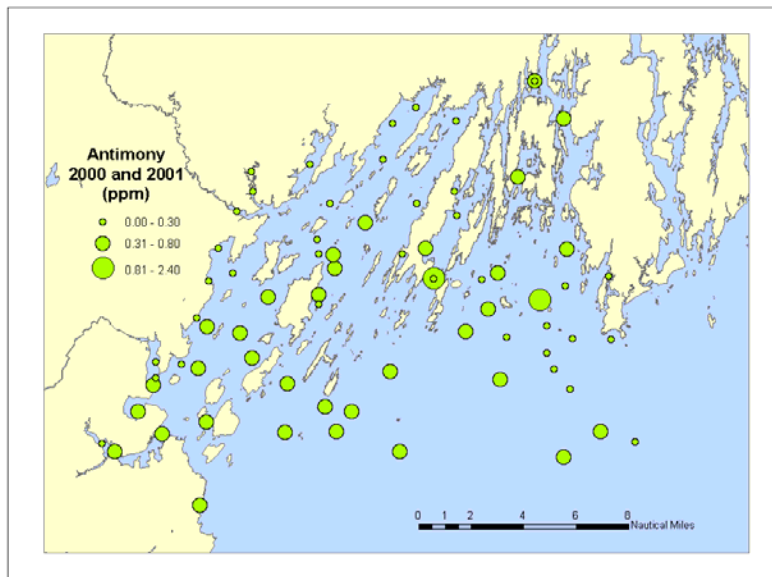 Antimony
2000 and 2001
(ppm)
0.00 - 0.30
0.31 - 0.80
0.81 - 2.40
0 1 2 4 6 8
Nautical Miles